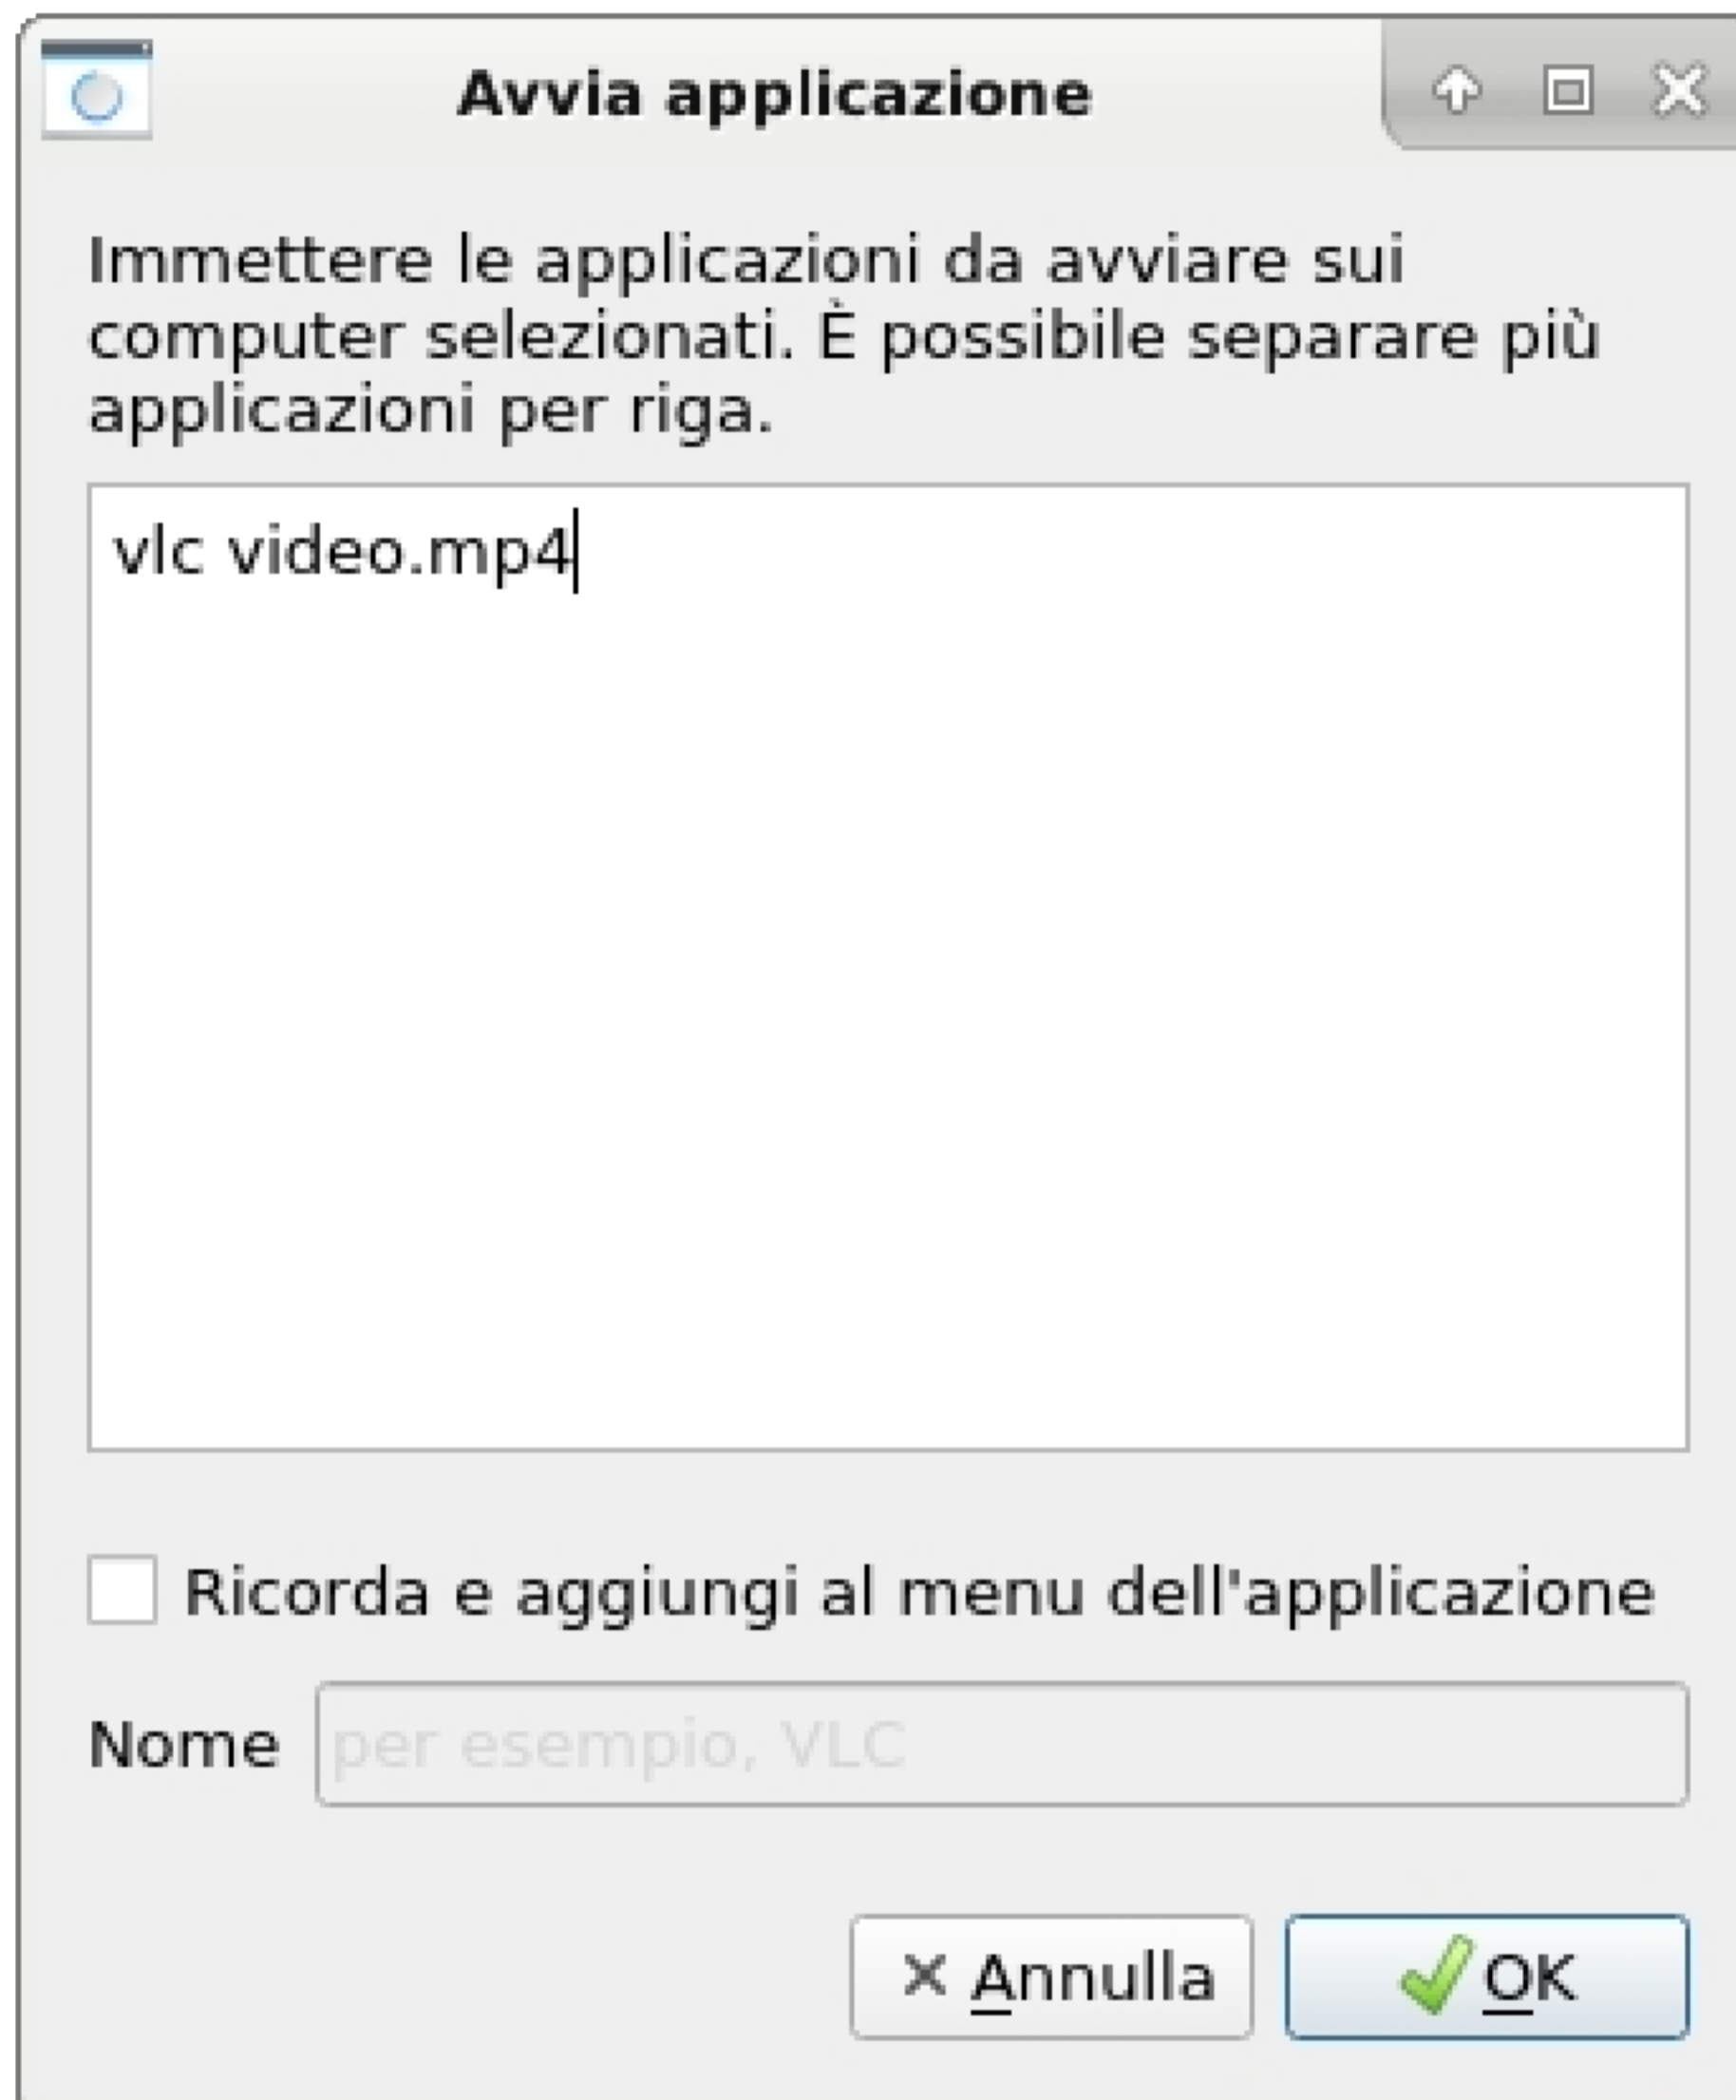 Avvia applicazione
Immettere le applicazioni da avviare sui
computer selezionati. È possibile separare più
applicazioni per riga.
vlc video.mp4
Ricorda e aggiungi al menu dell'applicazione
Nome per esempio, VLC
Annulla OK